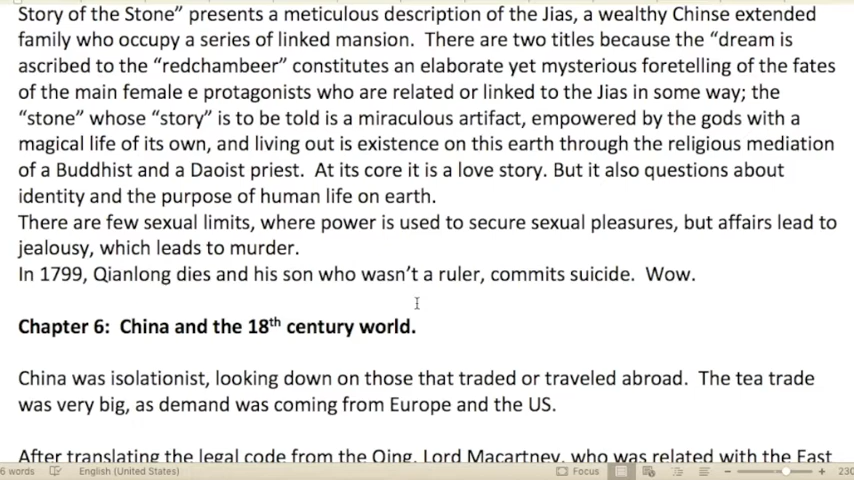 Story of the Stone” presents a meticulous description of the Jias, a wealthy Chinse extended
family who occupy a series of linked mansion.  There are two titles because the “dream is
ascribed to the “redchambeer” constitutes an elaborate yet mysterious foretelling of the fates
of the main female e protagonists who are related or linked to the Jias in some way; the
“stone” whose “story” is to be told is a miraculous artifact, empowered by the gods with a
magical life of its own, and living out is existence on this earth through the religious mediation
of a Buddhist and a Daoist priest.  At its core it is a love story. But it also questions about
identity and the purpose of human life on earth.
There are few sexual limits, where power is used to secure sexual pleasures, but affairs lead to
jealousy, which leads to murder.
In 1799, Qianlong dies and his son who wasn’t a ruler, commits suicide.  Wow.
Chapter 6:  China and the 18th century world.
China was isolationist, looking down on those that traded or traveled abroad.  The tea trade
was very big, as demand was coming from Europe and the US.
After translating the legal code from the Qing, Lord Macartney, who was related with the East
6 words English (United States) Focus 230